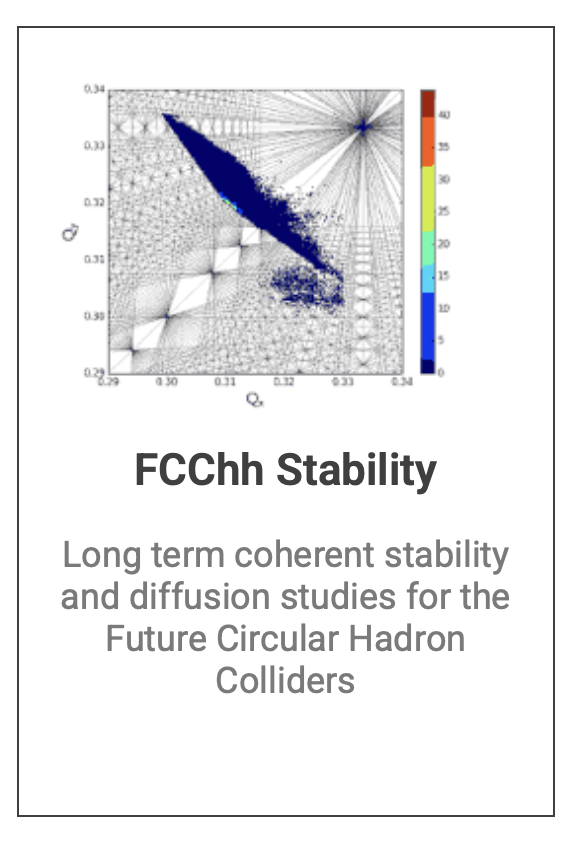 0.34
0.33
0.32
0.31
0.30
0.29
Qy
0.29 0.30 0.31 0.32 0.33 0.34
Qx
40
35
30
25
20
15
10
5
0
FCChh Stability
Long term coherent stability
and diffusion studies for the
Future Circular Hadron
Colliders